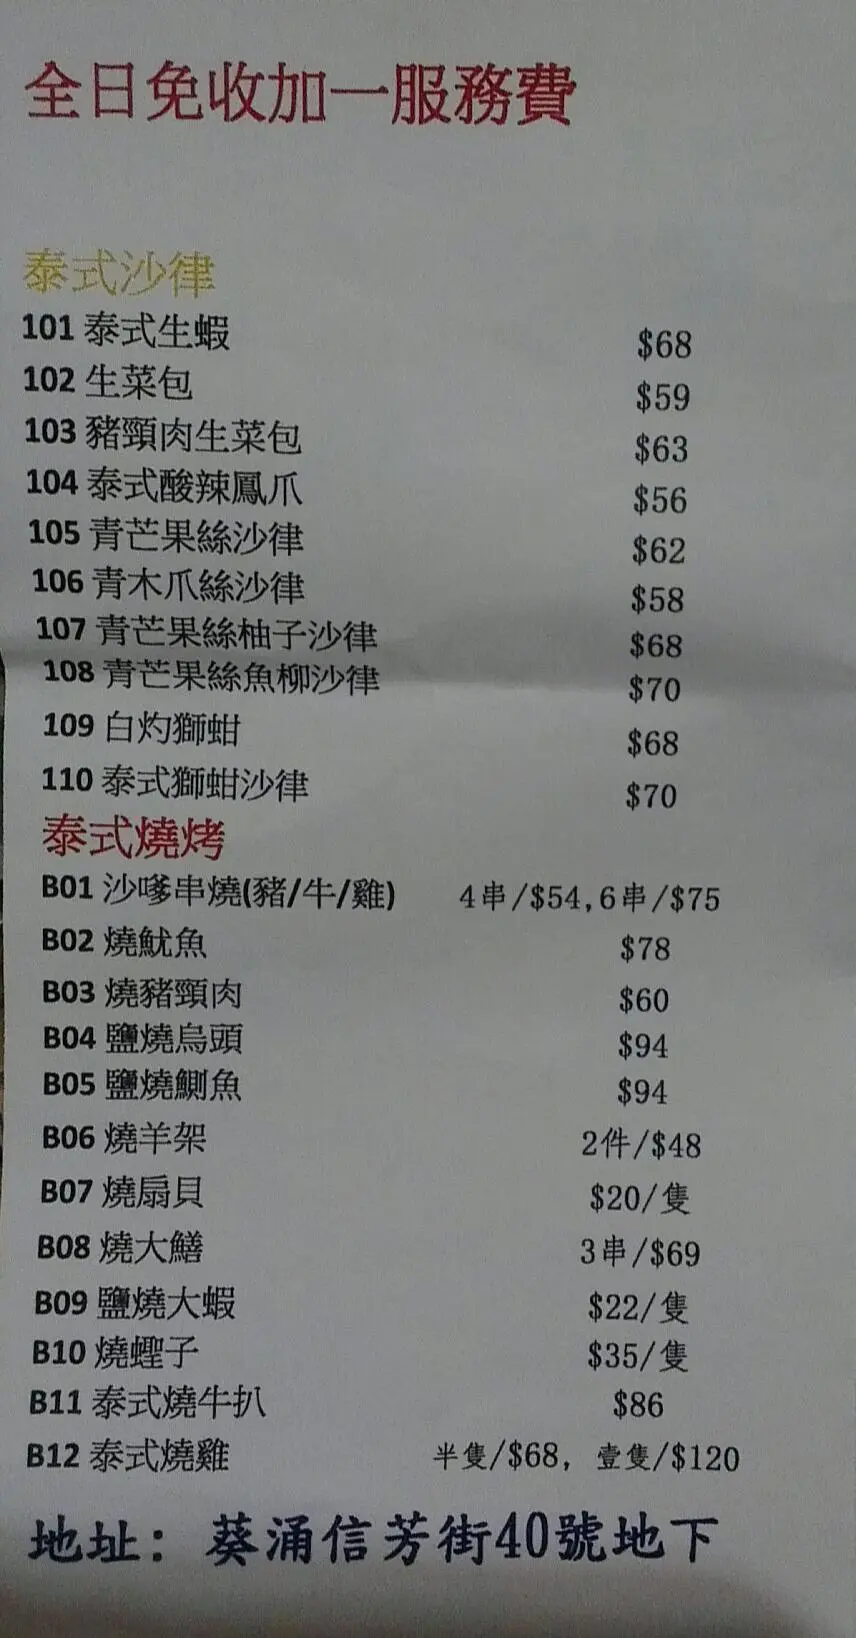 全日免收加一服務費
泰式沙律
101 泰式生蝦 $68
102 生菜包 $59
103 豬頸肉生菜包 $63
104 泰式酸辣鳳爪 $56
105 青芒果絲沙律 $62
106 青木爪絲沙律 $58
107 青芒果絲柚子沙律 $68
108 青芒果絲魚柳沙律 $70
109 白灼獅蚶 $68
110 泰式獅蚶沙律 $70
泰式燒烤
B01 沙嗲串燒(豬/牛/雞) 4串/$54,6串/$75
B02 燒魷魚 $78
B03 燒豬頸肉 $60
B04 鹽燒烏頭 $94
B05 鹽燒鰂魚 $94
B06 燒羊架 2件/$48
B07 燒扇貝 $20/隻
B08 燒大鱔 3串/$69
B09 鹽燒大蝦 $22/隻
B10 燒蟶子 $35/隻
B11 泰式燒牛扒 $86
B12 泰式燒雞 半隻/$68, 壹隻/$120
地址: 葵涌信芳街40號地下